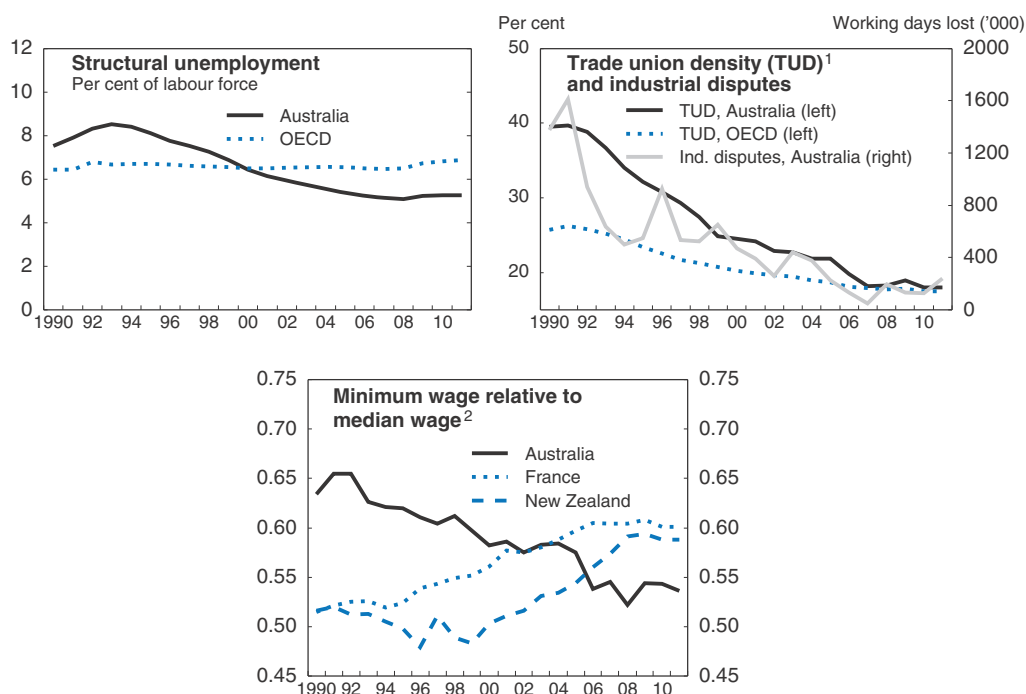 Per cent
Working days lost ('000)
Structural unemployment
Per cent of labour force
Australia
OECD
12
10
8
6
4
2
0
1990 92 94 96 98 00 02 04 06 08 10
Trade union density (TUD)1
and industrial disputes
TUD, Australia (left)
TUD, OECD (left)
Ind. disputes, Australia (right)
50
40
30
20
2000
1600
1200
800
400
0
1990 92 94 96 98 00 02 04 06 08 10
Minimum wage relative to
median wage2
Australia
France
New Zealand
0.75
0.70
0.65
0.60
0.55
0.50
0.45
0.75
0.70
0.65
0.60
0.55
0.50
0.45
1990 92 94 96 98 00 02 04 06 08 10